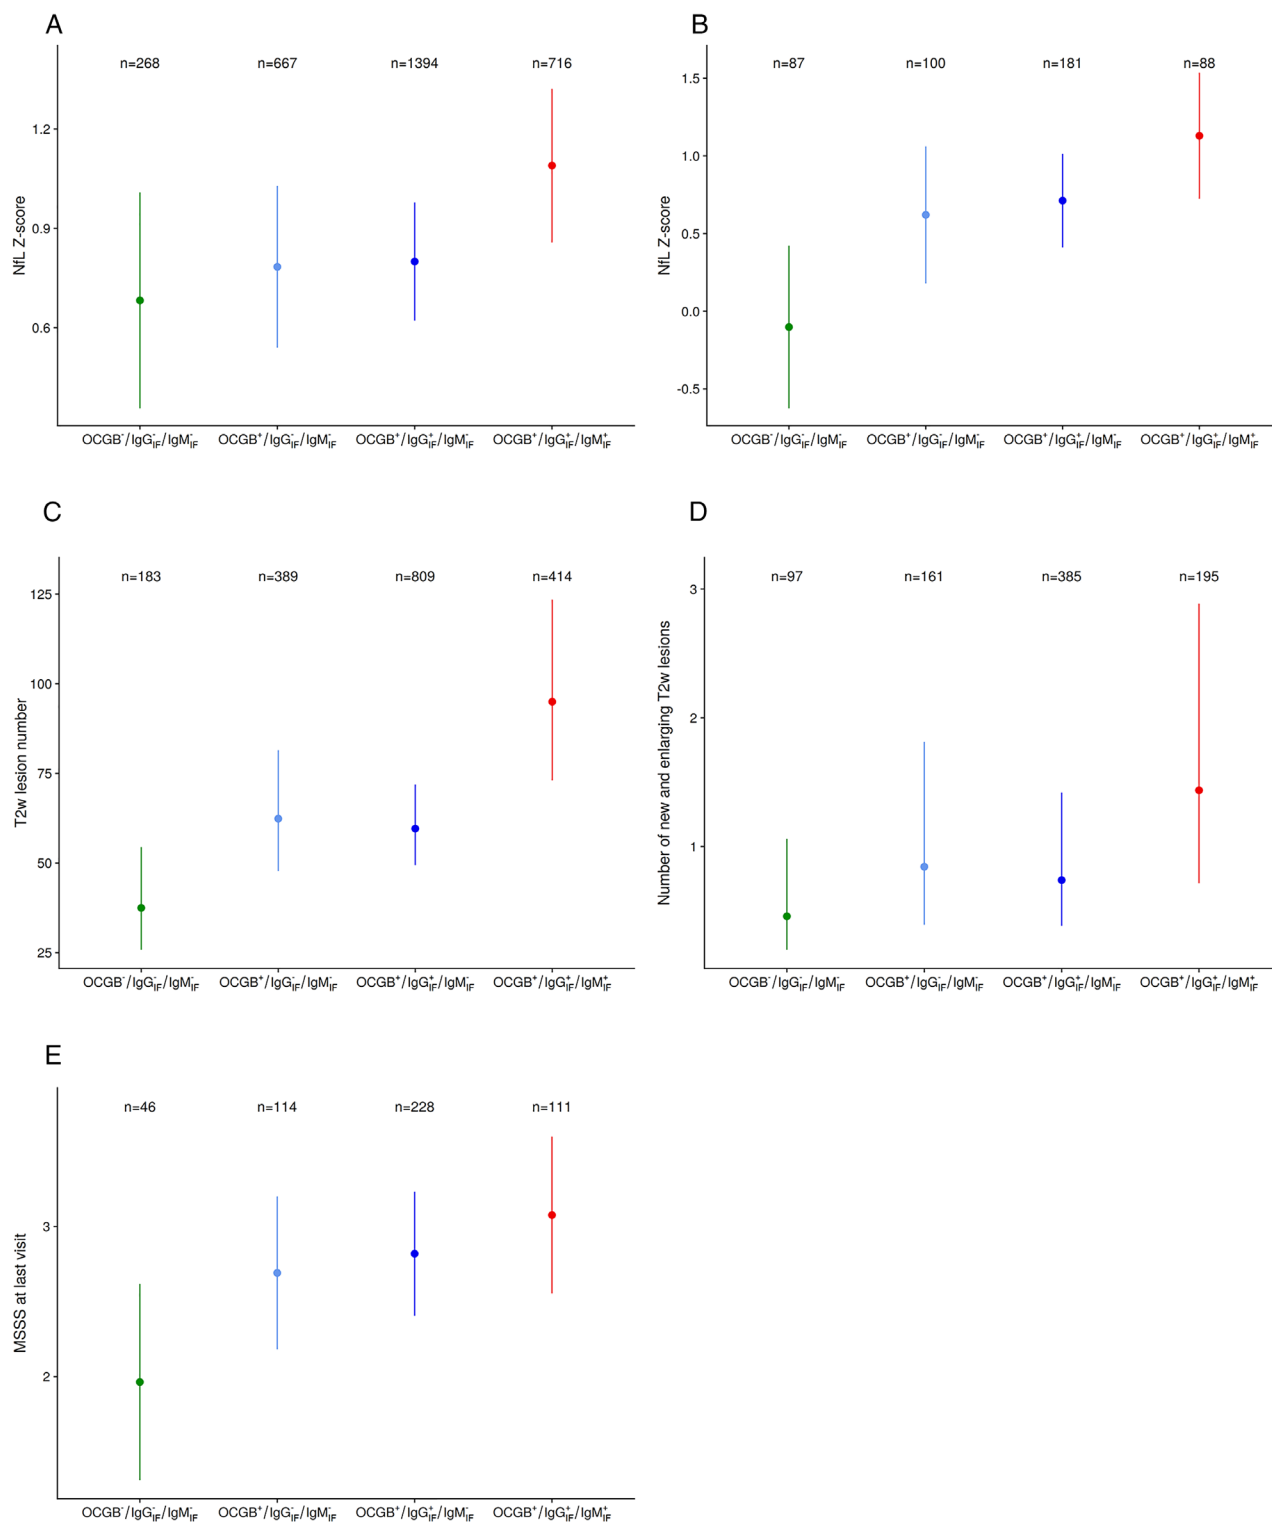 A
n=268 n=667 n=1394 n=716
NfL Z-score
1.2
0.9
0.6
OCGB⁻/IgG⁻IF/IgM⁻IF OCGB⁺/IgG⁻IF/IgM⁻IF OCGB⁺/IgG⁺IF/IgM⁻IF OCGB⁺/IgG⁺IF/IgM⁺IF
B
n=87 n=100 n=181 n=88
NfL Z-score
1.5
1.0
0.5
0.0
-0.5
OCGB⁻/IgG⁻IF/IgM⁻IF OCGB⁺/IgG⁻IF/IgM⁻IF OCGB⁺/IgG⁺IF/IgM⁻IF OCGB⁺/IgG⁺IF/IgM⁺IF
C
n=183 n=389 n=809 n=414
T2w lesion number
125
100
75
50
25
OCGB⁻/IgG⁻IF/IgM⁻IF OCGB⁺/IgG⁻IF/IgM⁻IF OCGB⁺/IgG⁺IF/IgM⁻IF OCGB⁺/IgG⁺IF/IgM⁺IF
D
n=97 n=161 n=385 n=195
Number of new and enlarging T2w lesions
3
2
1
OCGB⁻/IgG⁻IF/IgM⁻IF OCGB⁺/IgG⁻IF/IgM⁻IF OCGB⁺/IgG⁺IF/IgM⁻IF OCGB⁺/IgG⁺IF/IgM⁺IF
E
n=46 n=114 n=228 n=111
MSSS at last visit
3
2
OCGB⁻/IgG⁻IF/IgM⁻IF OCGB⁺/IgG⁻IF/IgM⁻IF OCGB⁺/IgG⁺IF/IgM⁻IF OCGB⁺/IgG⁺IF/IgM⁺IF